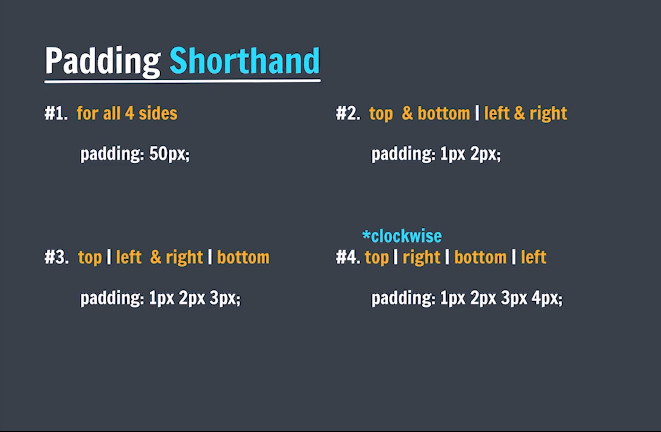 Padding Shorthand
#1. for all 4 sides
padding: 50px;
#2. top & bottom | left & right
padding: 1px 2px;
#3. top | left & right | bottom
padding: 1px 2px 3px;
*clockwise
#4. top | right | bottom | left
padding: 1px 2px 3px 4px;